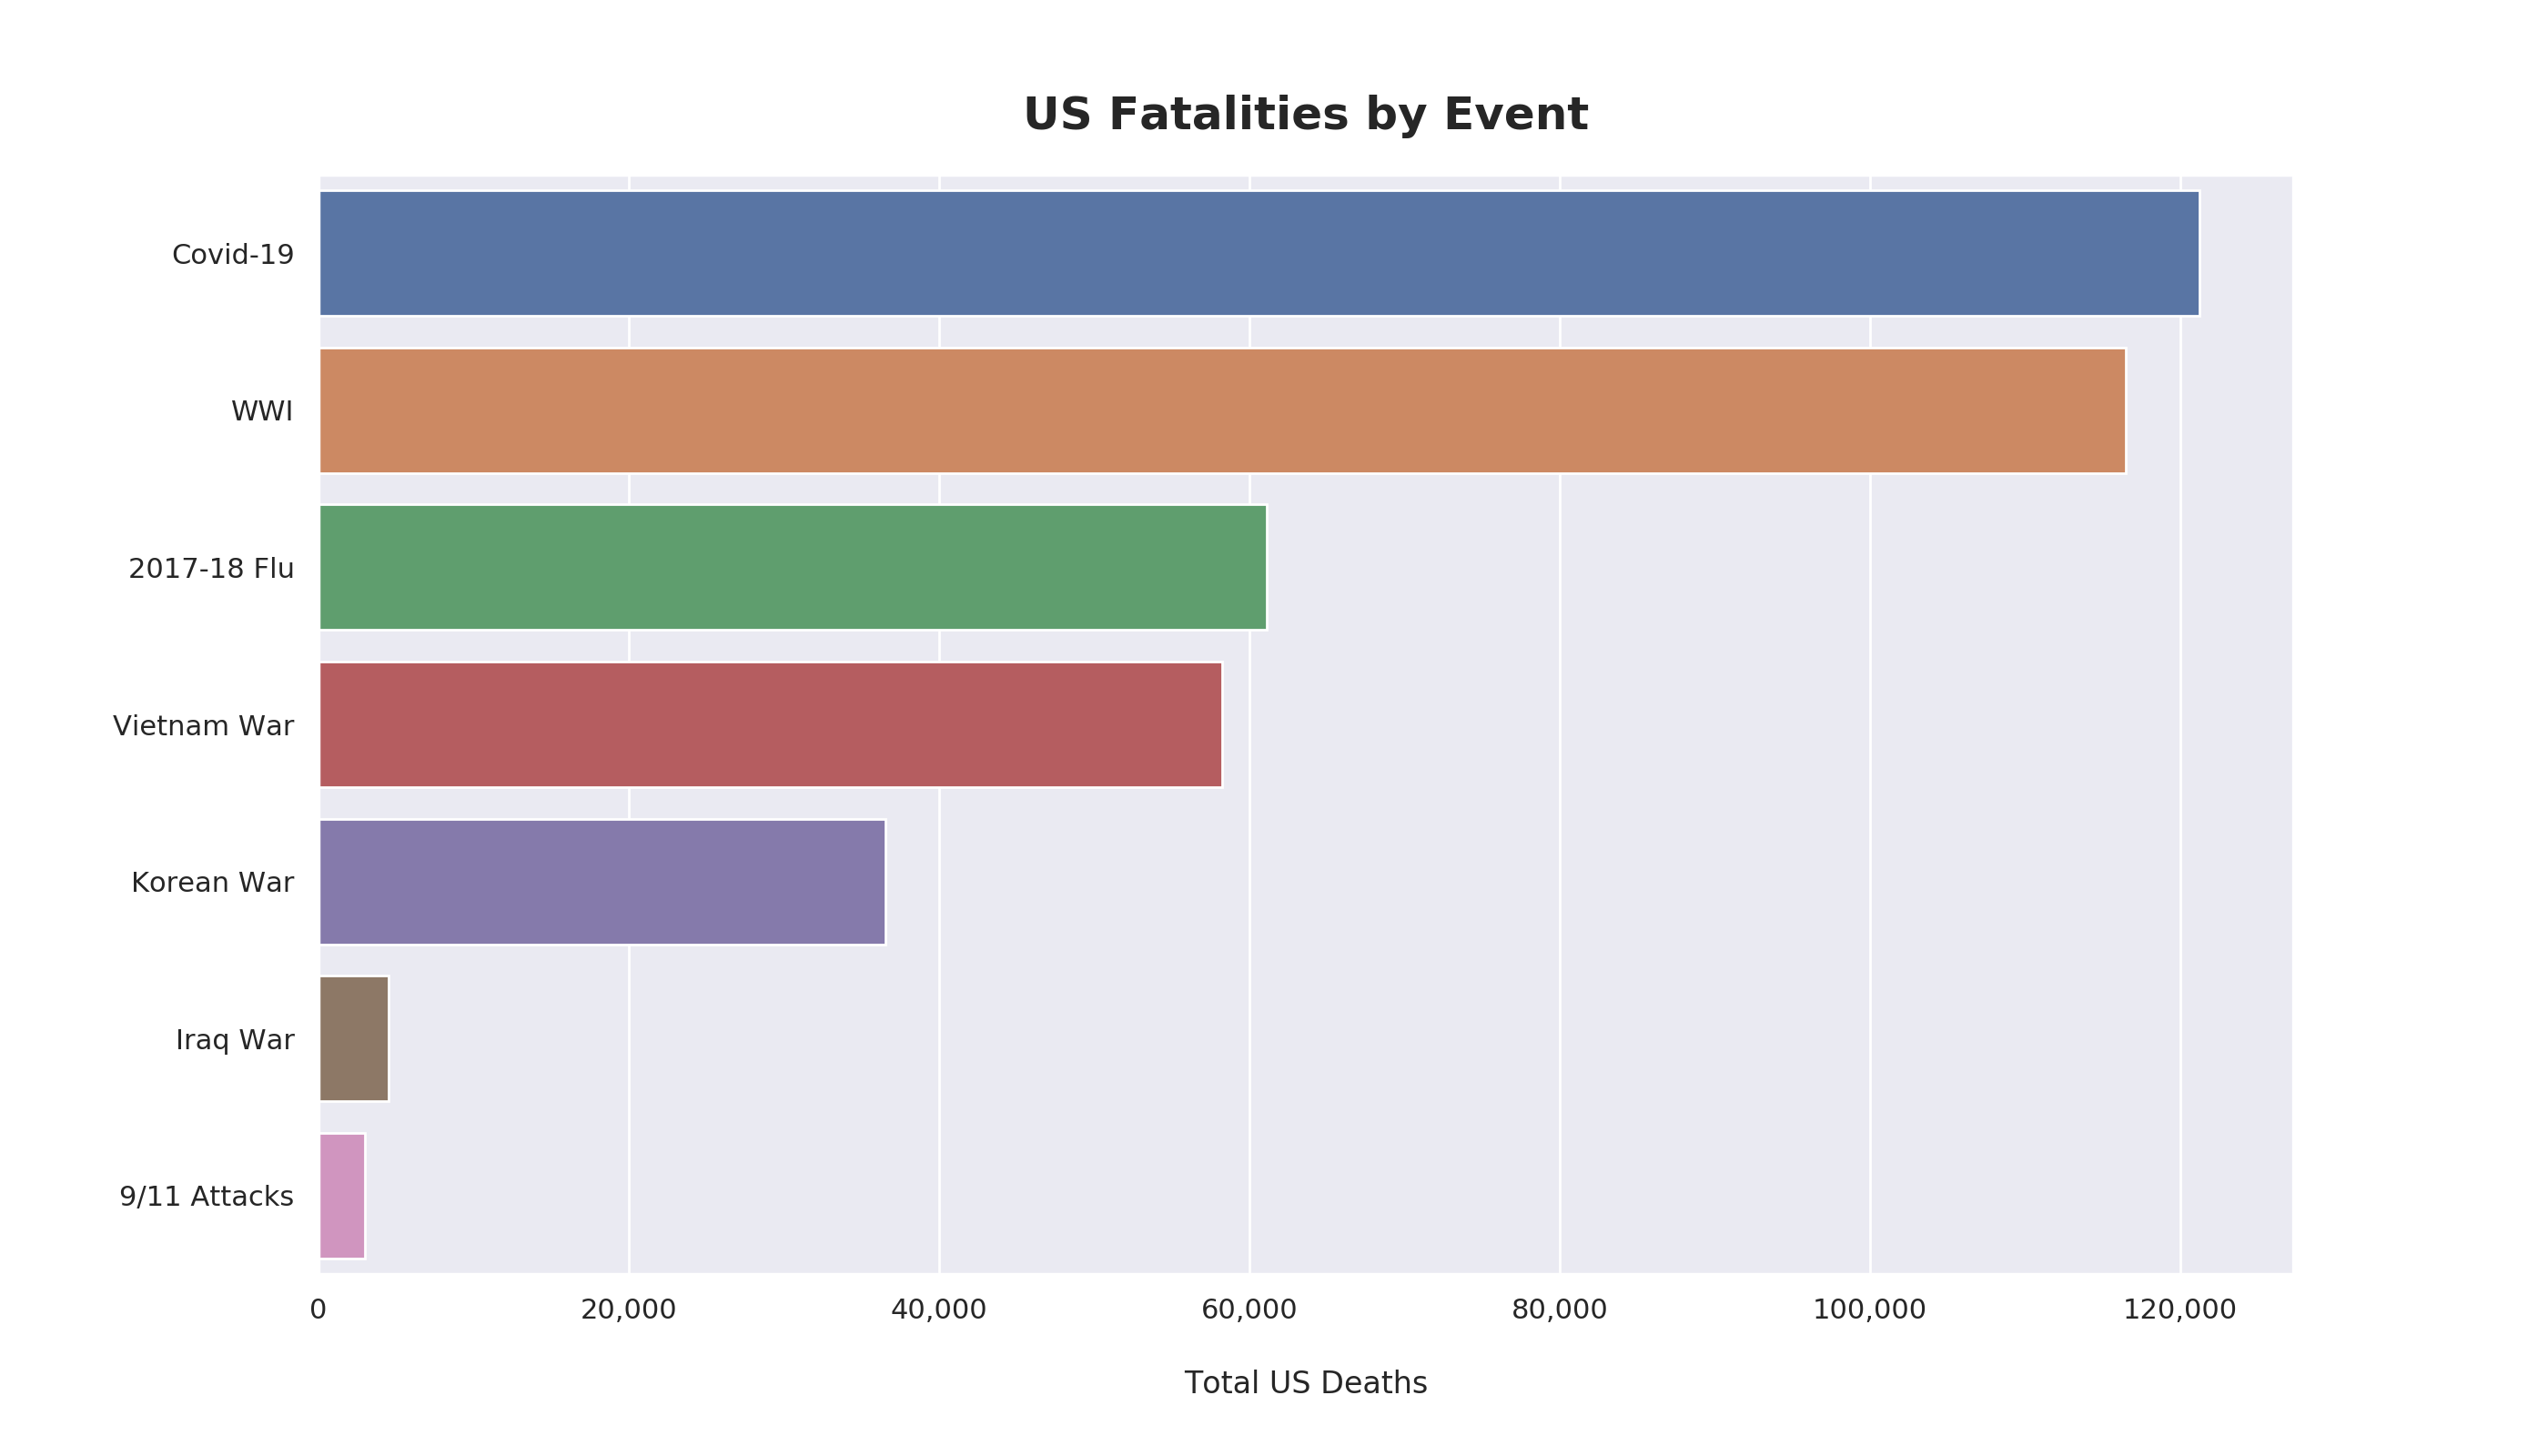 US Fatalities by Event
Covid-19
WWI
2017-18 Flu
Vietnam War
Korean War
Iraq War
9/11 Attacks
0 20,000 40,000 60,000 80,000 100,000 120,000
Total US Deaths